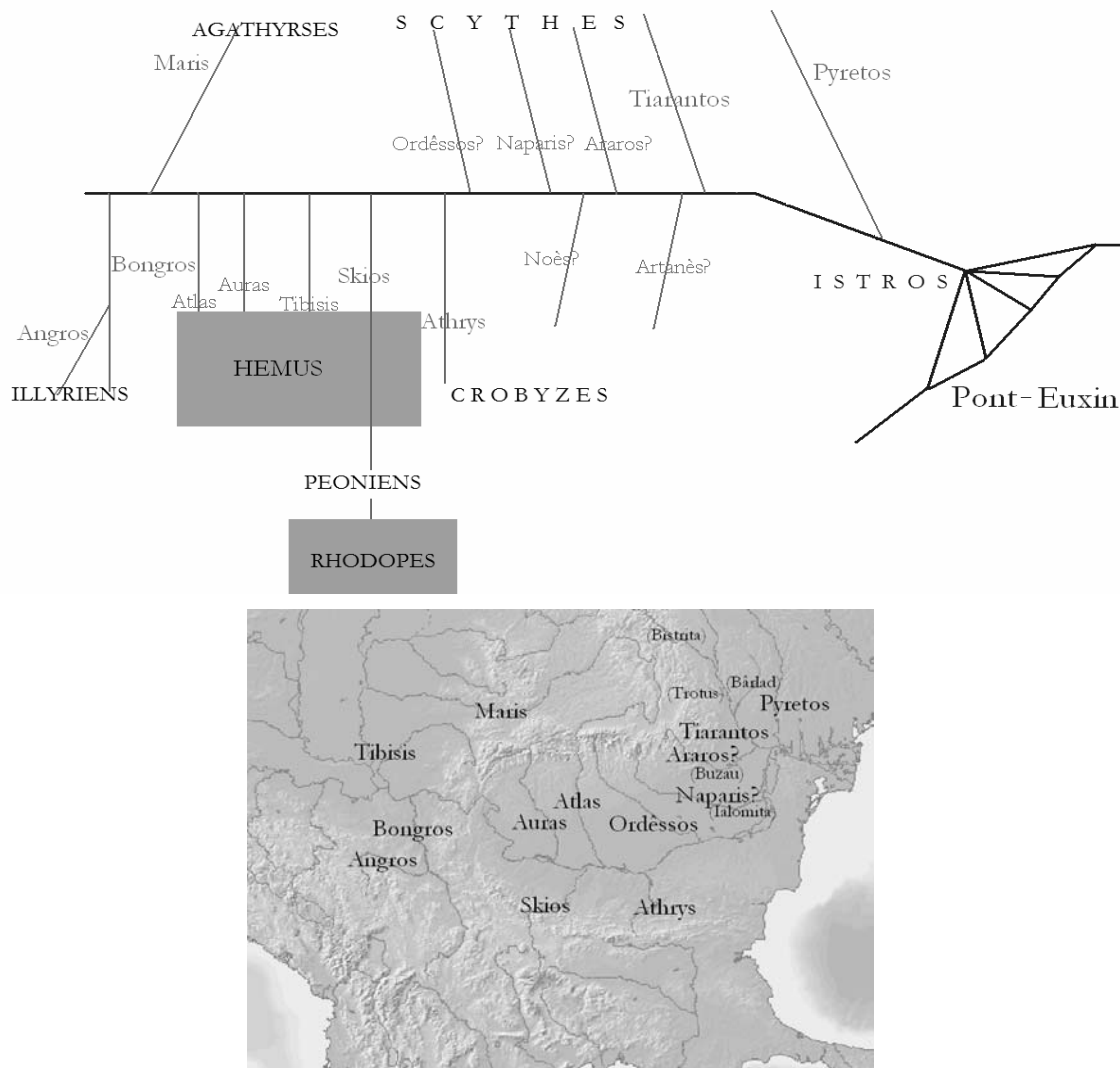 AGATHYRSES
S C Y T H E S
Maris
Pyretos
Tiarantos
Ordêssos?
Naparis?
Araros?
Bongros
Auras
Skios
Noès?
Artanès?
Atlas
Tibisis
Athrys
I S T R O S
Angros
HEMUS
ILLYRIENS
C R O B Y Z E S
Pont-Euxin
PEONIENS
RHODOPES
(Bistrita)
(Trotus)
(Bârlad)
Pyretos
Maris
Tiarantos
Tibisis
Araros?
(Buzau)
Naparis?
Atlas
(Ialomita)
Auras
Ordêssos
Bongros
Angros
Skios
Athrys